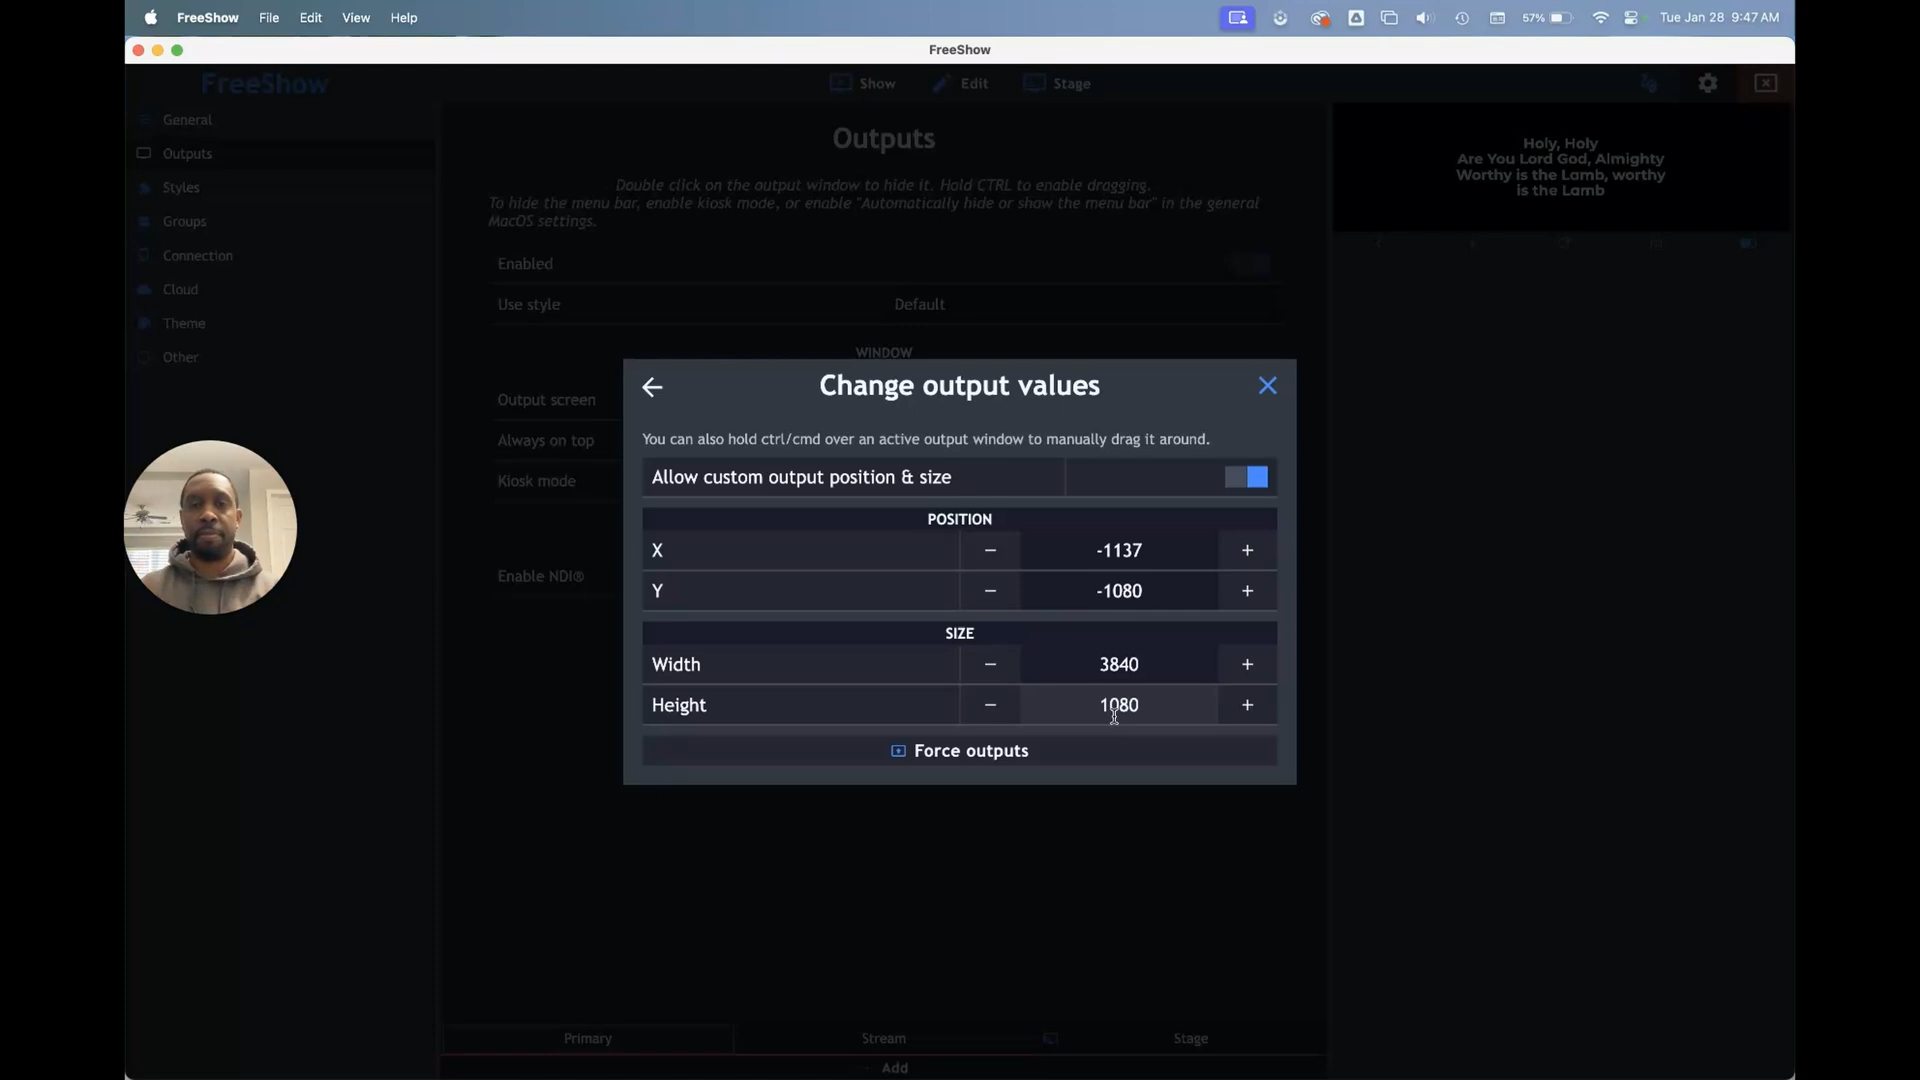 FreeShow File Edit View Help 57% Tue Jan 28 9:47 AM
FreeShow
FreeShow Show Edit Stage
General
Outputs
Styles
Groups
Connection
Cloud
Theme
Other
Outputs
Double click on the output window to hide it. Hold CTRL to enable dragging.
To hide the menu bar, enable kiosk mode, or enable "Automatically hide or show the menu bar" in the general
MacOS settings.
Enabled
Use style Default
WINDOW
Output screen
Always on top
Kiosk mode
Enable NDI®
Change output values
You can also hold ctrl/cmd over an active output window to manually drag it around.
Allow custom output position & size
POSITION
X − -1137 +
Y − -1080 +
SIZE
Width − 3840 +
Height − 1080 +
Force outputs
Holy, Holy
Are You Lord God, Almighty
Worthy is the Lamb, worthy
is the Lamb
Primary Stream Stage
Add